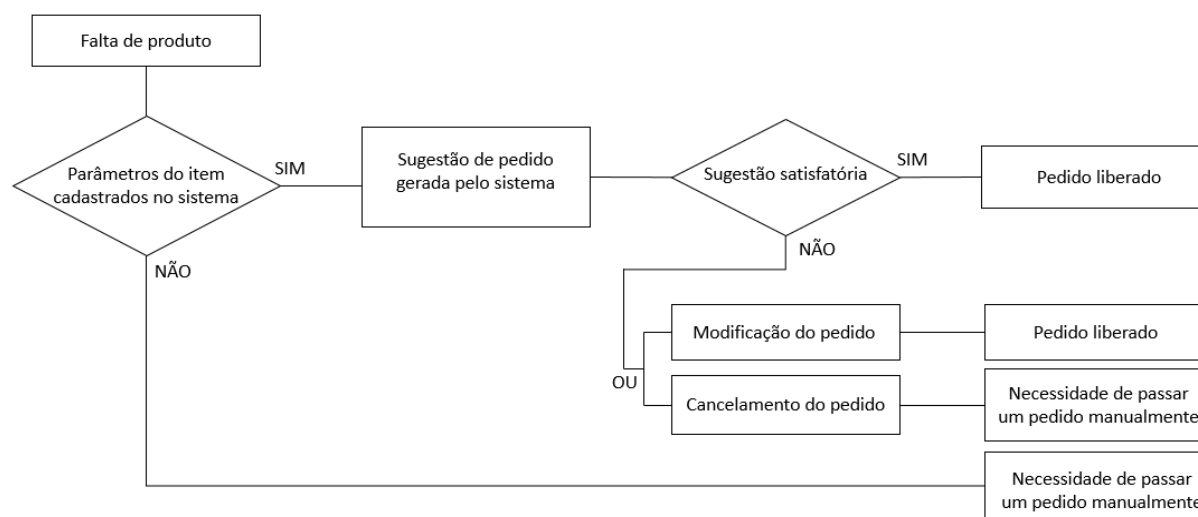 Falta de produto
Parâmetros do item
cadastrados no sistema
SIM
Sugestão de pedido
gerada pelo sistema
Sugestão satisfatória
SIM
Pedido liberado
NÃO
NÃO
Modificação do pedido
Pedido liberado
OU
Cancelamento do pedido
Necessidade de passar
um pedido manualmente
Necessidade de passar
um pedido manualmente